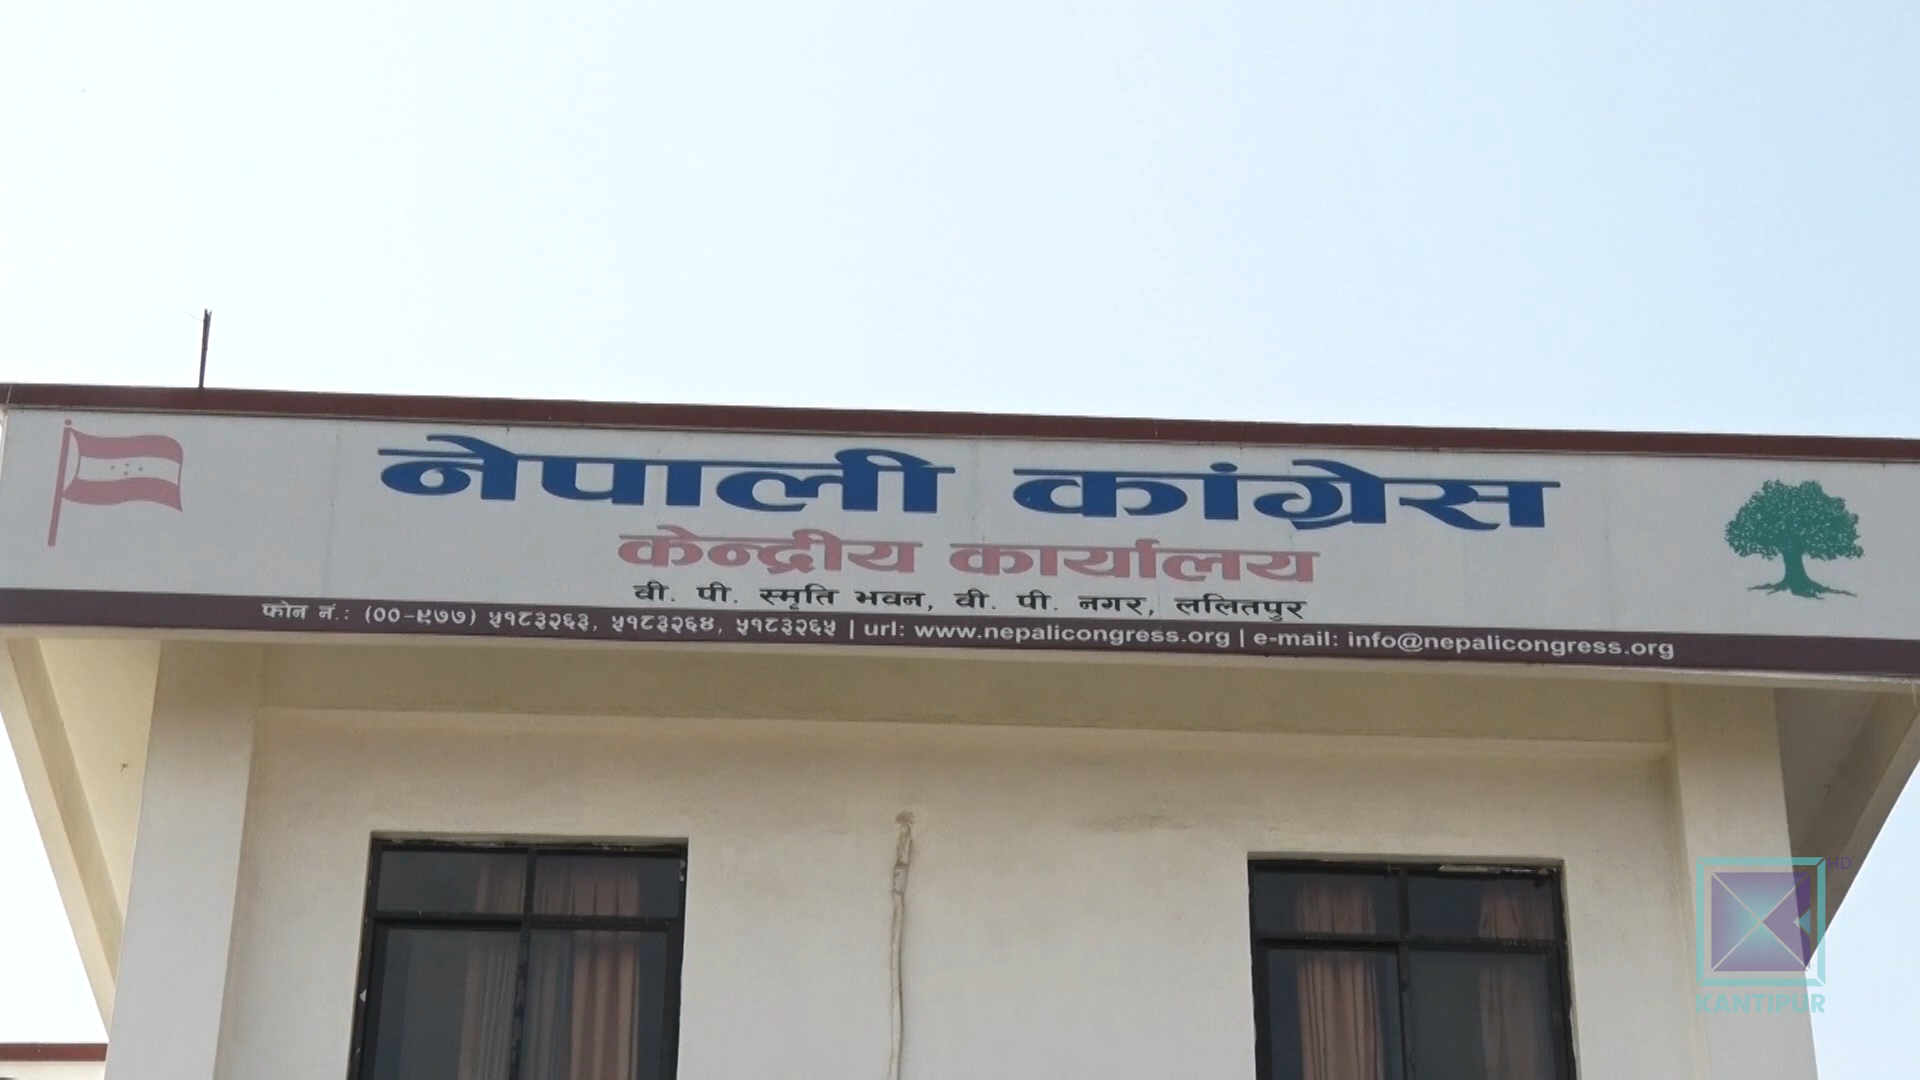 नेपाली कांग्रेस
केन्द्रीय कार्यालय
वी. पी. स्मृति भवन, वी. पी. नगर, ललितपुर
फोन नं.: (००-९७७) ५१८३२६३, ५१८३२६४, ५१८३२६५ | url: www.nepalicongress.org | e-mail: info@nepalicongress.org
HD
KANTIPUR